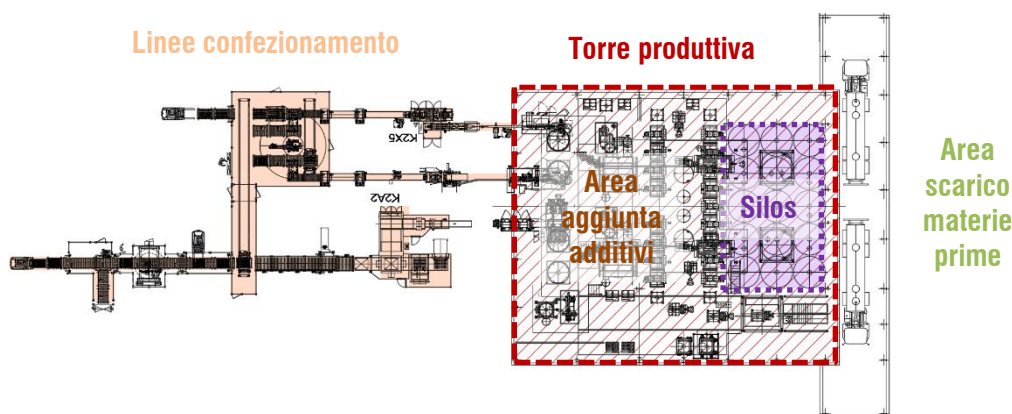 Linee confezionamento
Torre produttiva
K2X5
K2A2
Area
aggiunta
additivi
Silos
Area
scarico
materie
prime